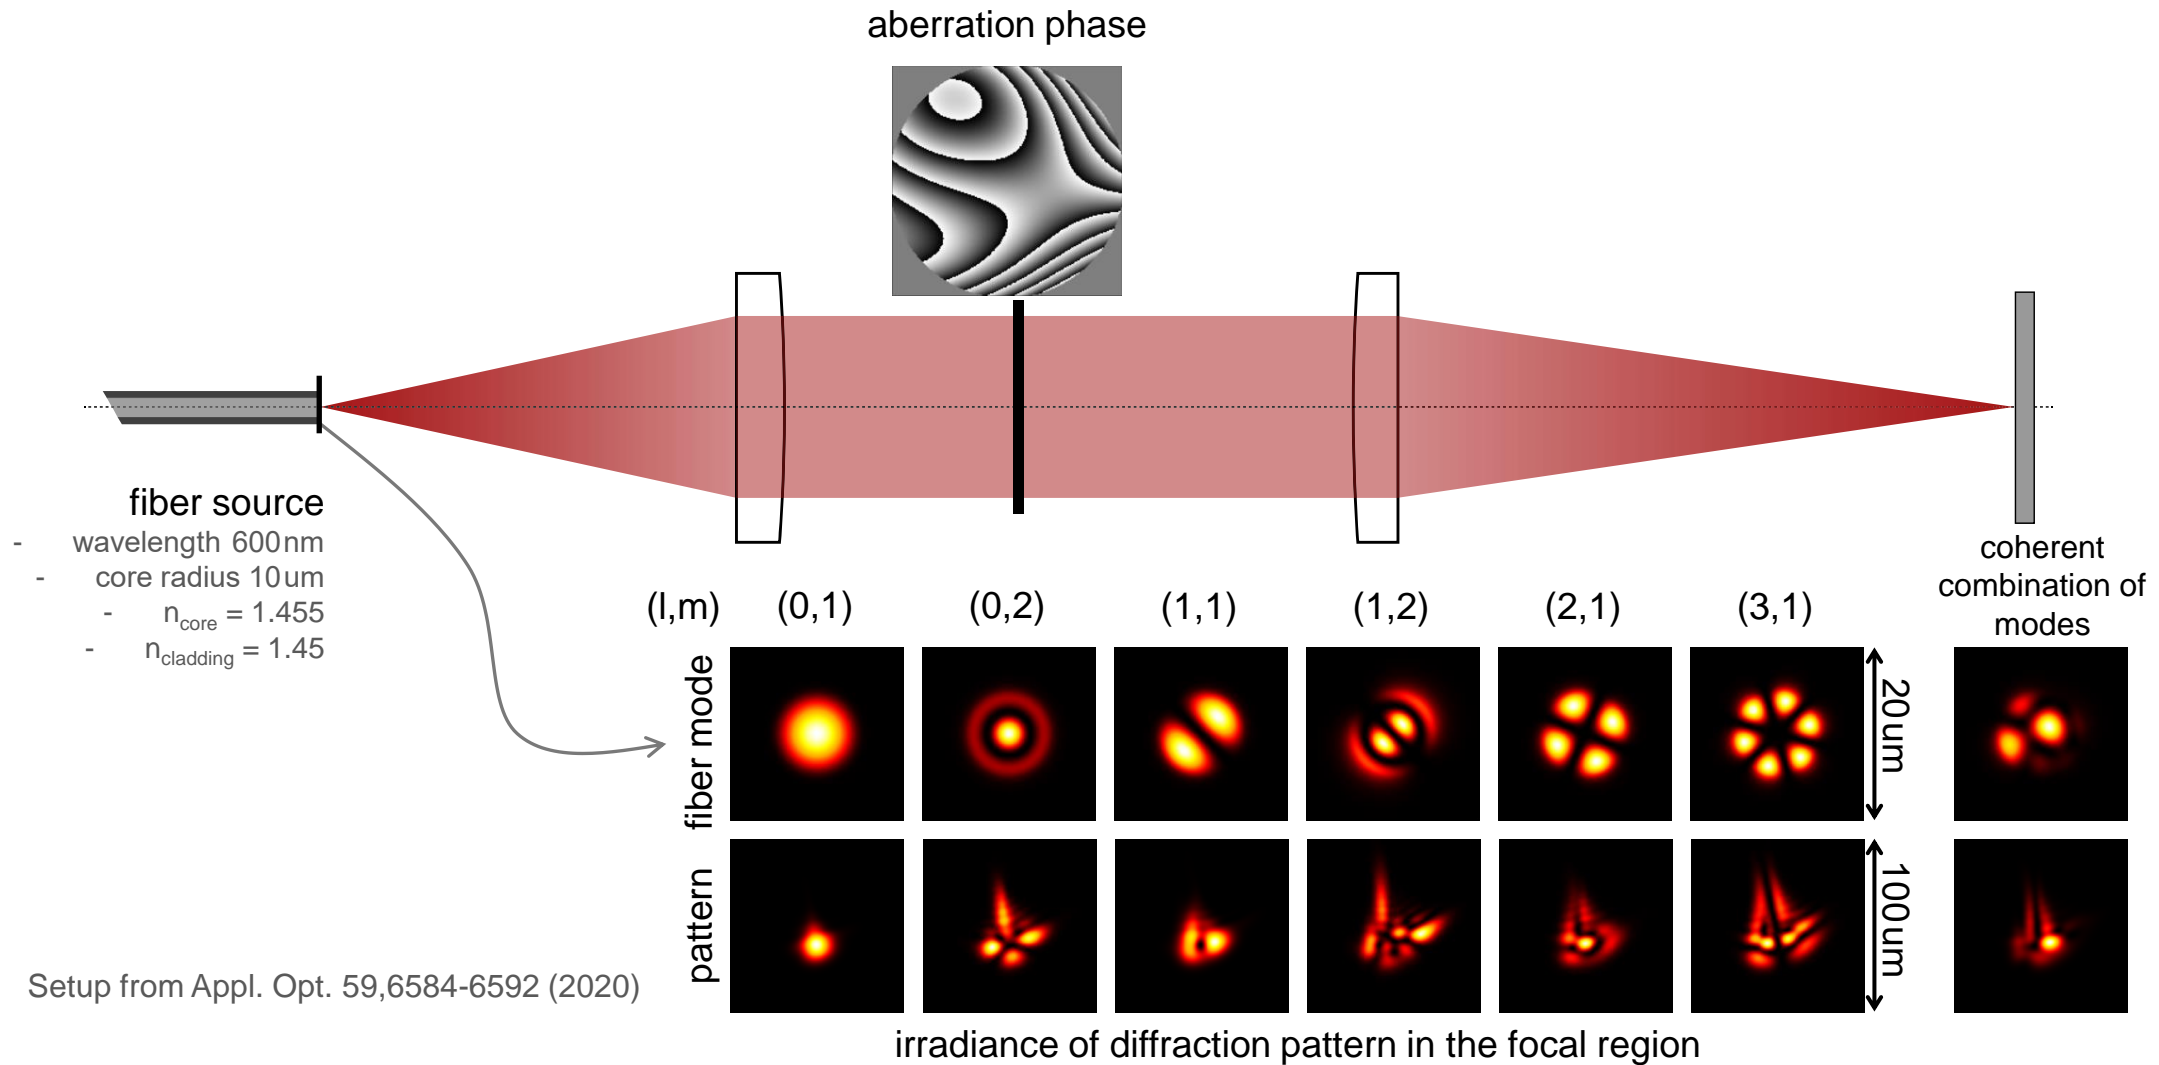 aberration phase
fiber source
- wavelength 600nm
- core radius 10um
- n_core = 1.455
- n_cladding = 1.45
coherent
combination of
modes
(l,m) (0,1) (0,2) (1,1) (1,2) (2,1) (3,1)
fiber mode
20um
pattern
100um
Setup from Appl. Opt. 59,6584-6592 (2020)
irradiance of diffraction pattern in the focal region